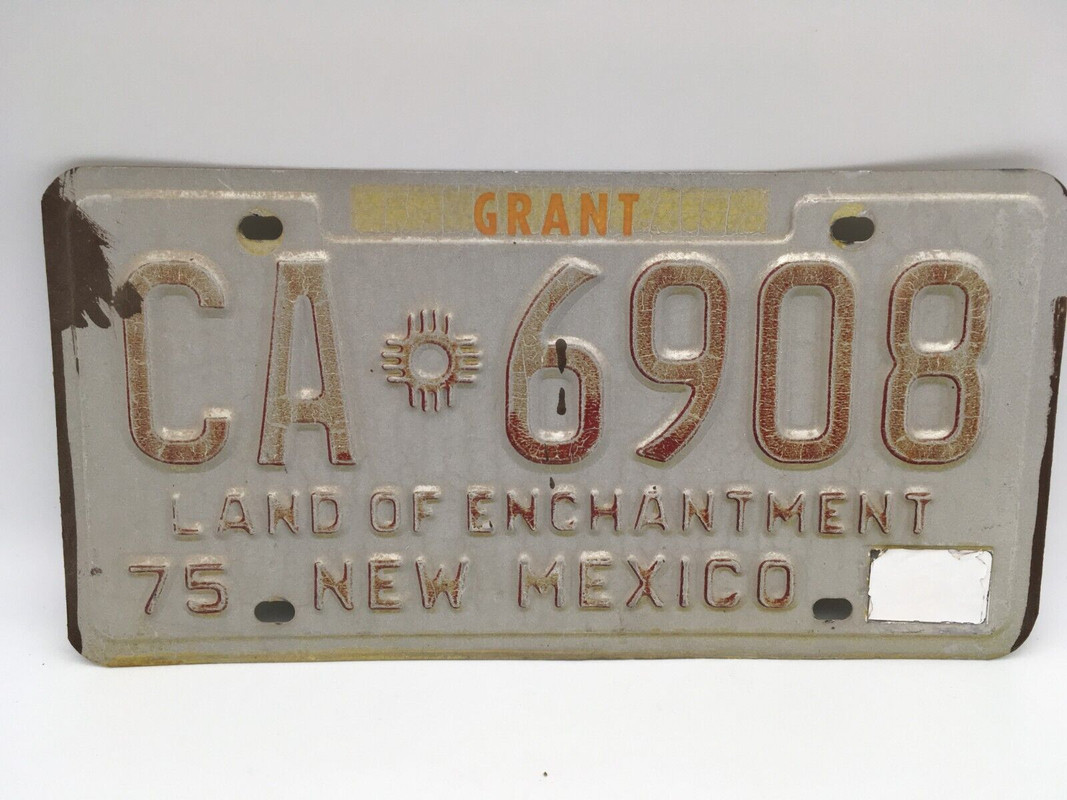 GRANT
CA 6908
LAND OF ENCHANTMENT
75 NEW MEXICO